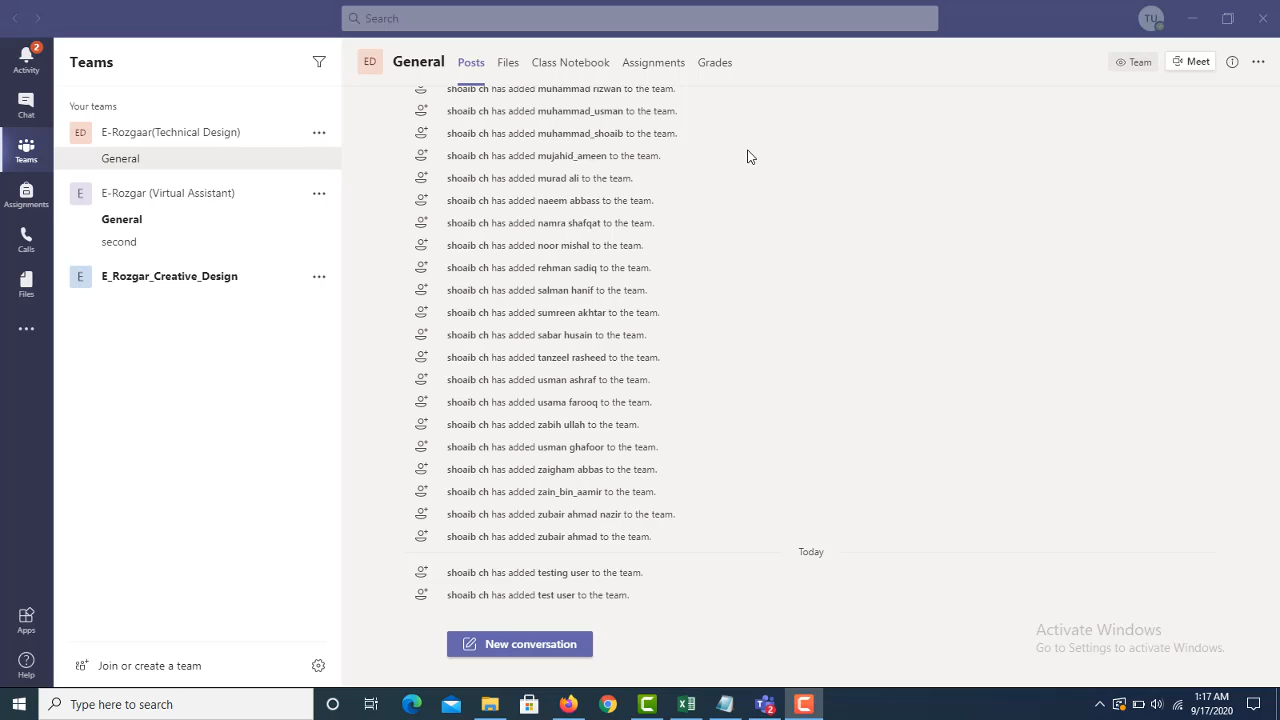 Search
TU
2
Activity
Chat
Teams
Assignments
Calls
Files
Apps
Help
Teams
Your teams
ED
E-Rozgaar(Technical Design)
General
E
E-Rozgar (Virtual Assistant)
General
second
E
E_Rozgar_Creative_Design
Join or create a team
ED
General
Posts
Files
Class Notebook
Assignments
Grades
Team
Meet
shoaib ch has added muhammad rizwan to the team.
shoaib ch has added muhammad_usman to the team.
shoaib ch has added muhammad_shoaib to the team.
shoaib ch has added mujahid_ameen to the team.
shoaib ch has added murad ali to the team.
shoaib ch has added naeem abbass to the team.
shoaib ch has added namra shafqat to the team.
shoaib ch has added noor mishal to the team.
shoaib ch has added rehman sadiq to the team.
shoaib ch has added salman hanif to the team.
shoaib ch has added sumreen akhtar to the team.
shoaib ch has added sabar husain to the team.
shoaib ch has added tanzeel rasheed to the team.
shoaib ch has added usman ashraf to the team.
shoaib ch has added usama farooq to the team.
shoaib ch has added zabih ullah to the team.
shoaib ch has added usman ghafoor to the team.
shoaib ch has added zaigham abbas to the team.
shoaib ch has added zain_bin_aamir to the team.
shoaib ch has added zubair ahmad nazir to the team.
shoaib ch has added zubair ahmad to the team.
Today
shoaib ch has added testing user to the team.
shoaib ch has added test user to the team.
New conversation
Activate Windows
Go to Settings to activate Windows.
Type here to search
2
1:17 AM
9/17/2020